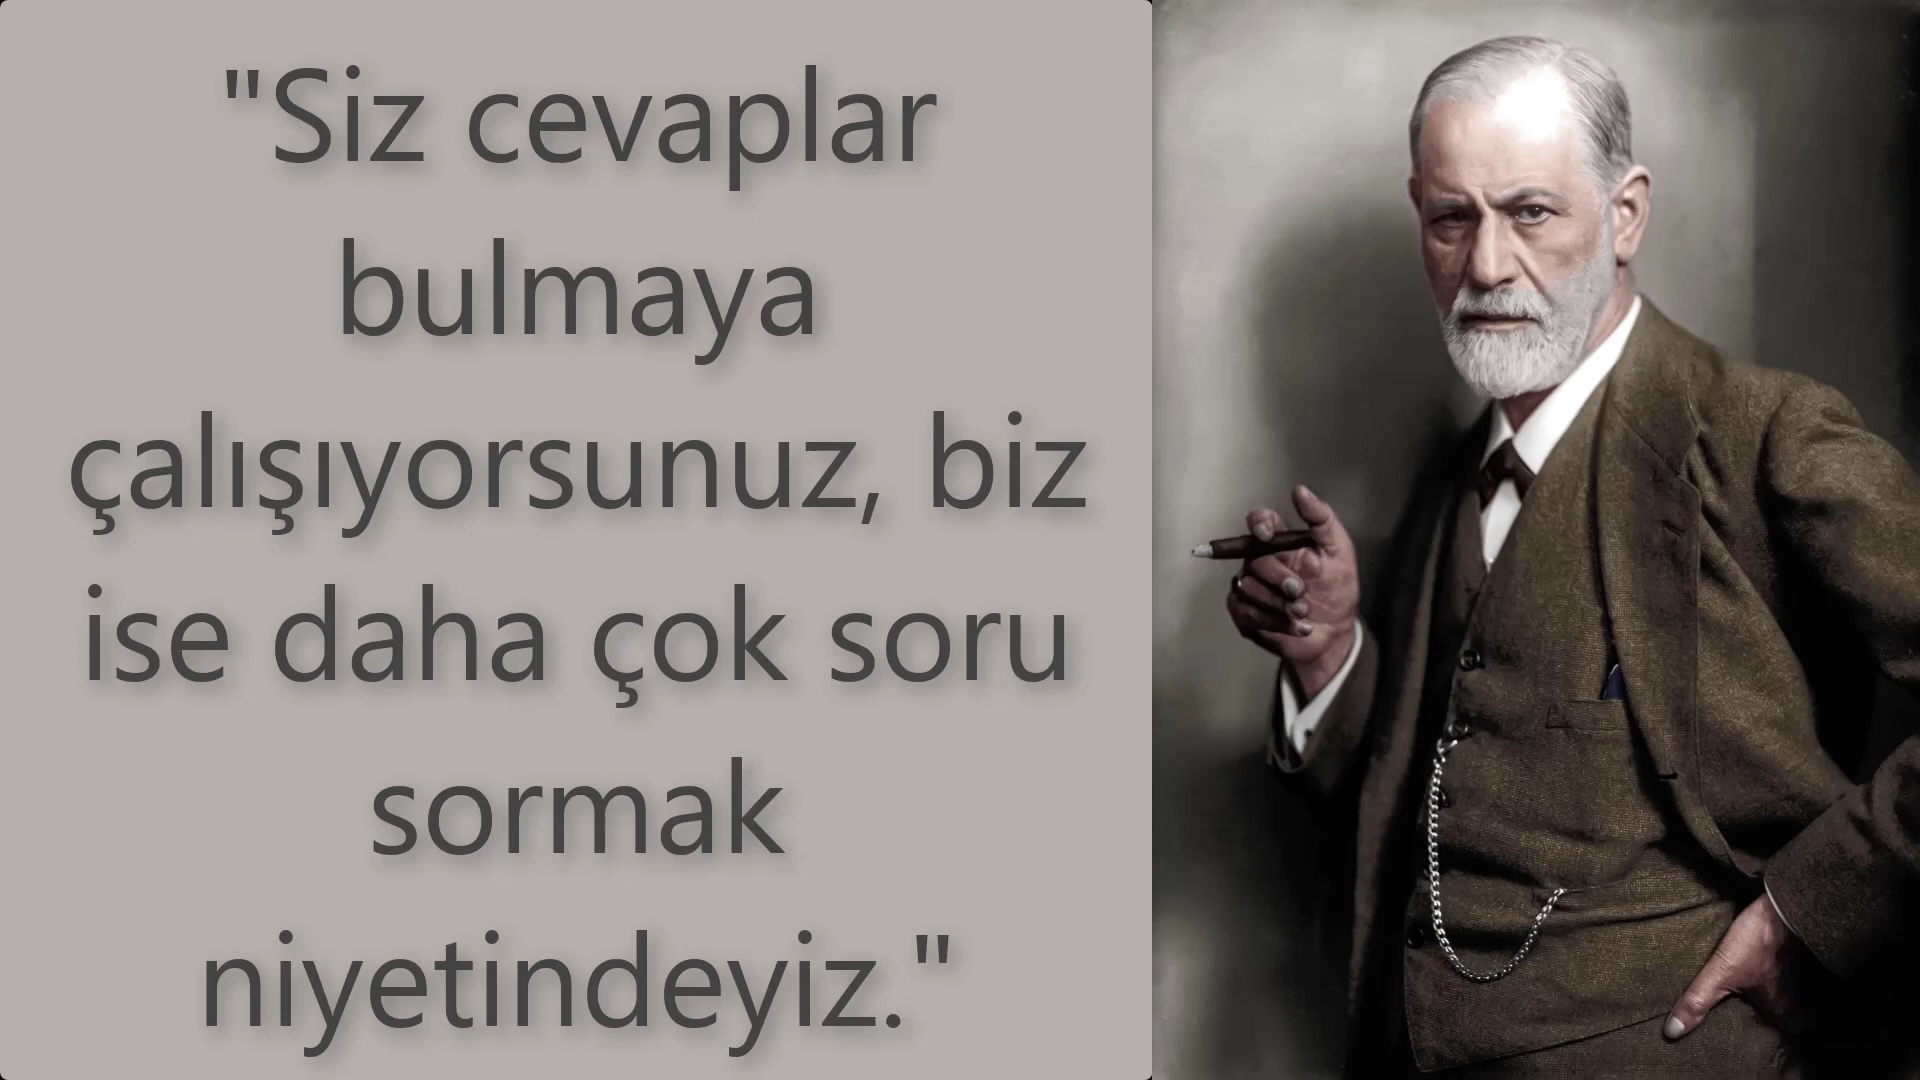 "Siz cevaplar
bulmaya
çalışıyorsunuz, biz
ise daha çok soru
sormak
niyetindeyiz."